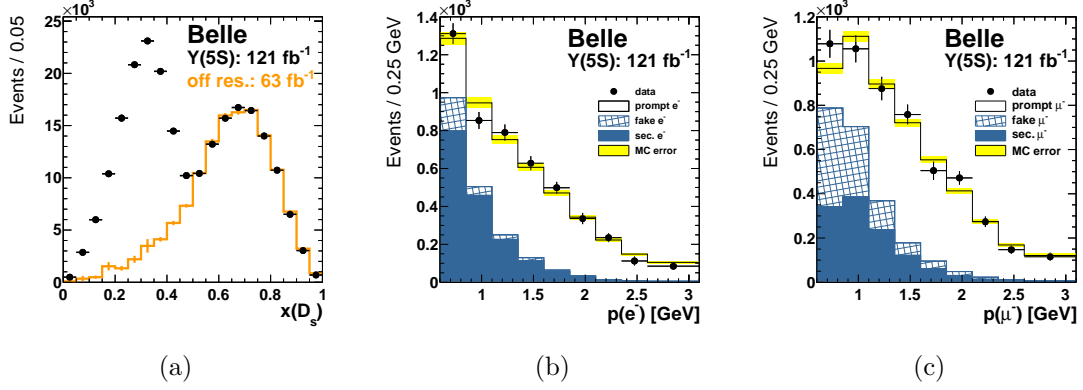 ×10³
25
20
15
10
5
0
Events / 0.05
Belle
Υ(5S): 121 fb⁻¹
off res.: 63 fb⁻¹
0 0.2 0.4 0.6 0.8 1
x(Dₛ)
(a)
×10³
1.4
1.2
1
0.8
0.6
0.4
0.2
0.0
Events / 0.25 GeV
Belle
Υ(5S): 121 fb⁻¹
data
prompt e⁻
fake e⁻
sec. e⁻
MC error
1 1.5 2 2.5 3
p(e⁻) [GeV]
(b)
×10³
1.2
1
0.8
0.6
0.4
0.2
0.0
Events / 0.25 GeV
Belle
Υ(5S): 121 fb⁻¹
data
prompt μ⁻
fake μ⁻
sec. μ⁻
MC error
1 1.5 2 2.5 3
p(μ⁻) [GeV]
(c)